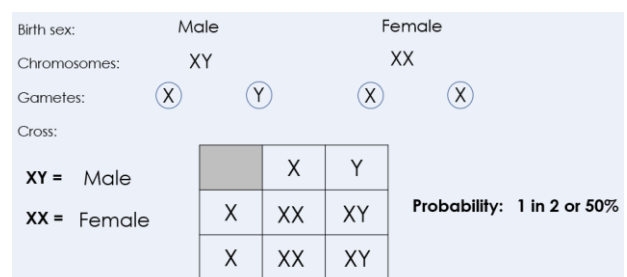 Birth sex: Male Female
Chromosomes: XY XX
Gametes: X Y X X
Cross:
X Y
XY = Male
X XX XY
Probability: 1 in 2 or 50%
XX = Female
X XX XY